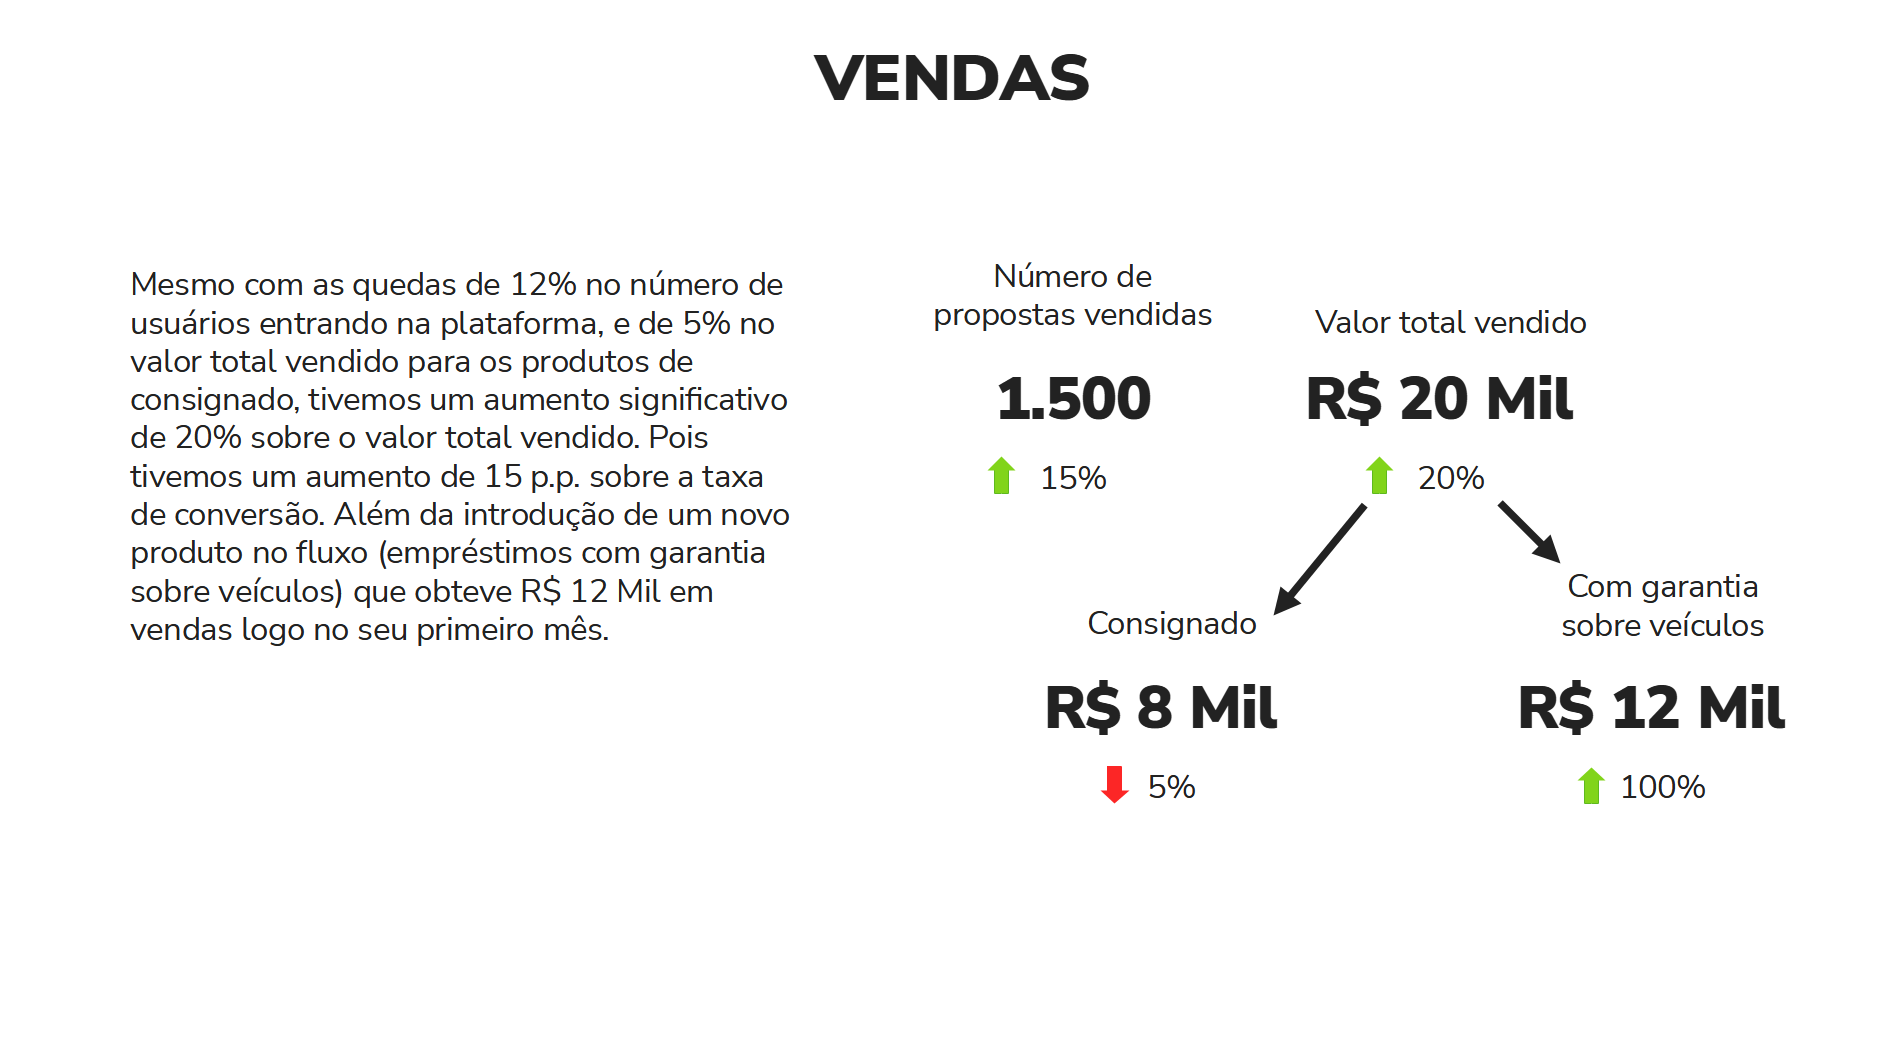 VENDAS
Mesmo com as quedas de 12% no número de
usuários entrando na plataforma, e de 5% no
valor total vendido para os produtos de
consignado, tivemos um aumento significativo
de 20% sobre o valor total vendido. Pois
tivemos um aumento de 15 p.p. sobre a taxa
de conversão. Além da introdução de um novo
produto no fluxo (empréstimos com garantia
sobre veículos) que obteve R$ 12 Mil em
vendas logo no seu primeiro mês.
Número de
propostas vendidas
1.500
15%
Valor total vendido
R$ 20 Mil
20%
Consignado
R$ 8 Mil
5%
Com garantia
sobre veículos
R$ 12 Mil
100%